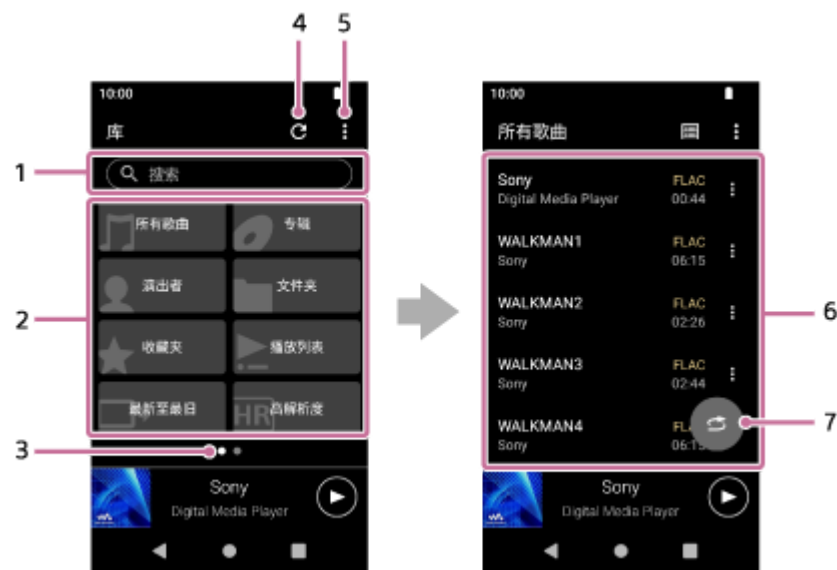 4 5
10:00
库
1
搜索
2
所有歌曲 专辑
演出者 文件夹
收藏夹 播放列表
最新至最旧 HR 高解析度
3
Sony
Digital Media Player
10:00
所有歌曲
Sony FLAC
Digital Media Player 00:44
WALKMAN1 FLAC
Sony 06:15
WALKMAN2 FLAC
Sony 02:26
WALKMAN3 FLAC
Sony 02:44
WALKMAN4
Sony
6
7
Sony
Digital Media Player